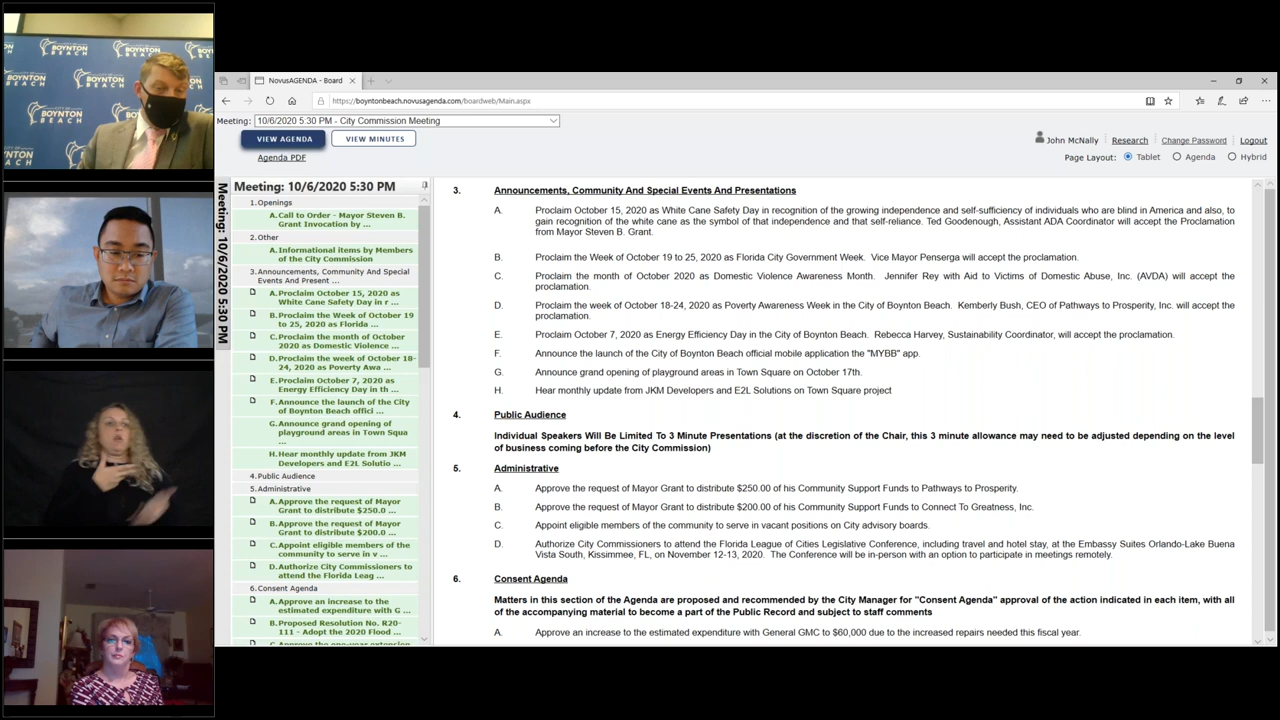 BOYNTON BEACH
NovusAGENDA - Board
https://boyntonbeach.novusagenda.com/boardweb/Main.aspx
Meeting: 10/6/2020 5:30 PM - City Commission Meeting
VIEW AGENDA
VIEW MINUTES
Agenda PDF
John McNally
Research
Change Password
Logout
Page Layout:
Tablet
Agenda
Hybrid
Meeting: 10/6/2020 5:30 PM
Meeting: 10/6/2020 5:30 PM
1.Openings
A.Call to Order - Mayor Steven B.
Grant Invocation by ...
2.Other
A.Informational items by Members
of the City Commission
3.Announcements, Community And Special
Events And Present ...
A.Proclaim October 15, 2020 as
White Cane Safety Day in r ...
B.Proclaim the Week of October 19
to 25, 2020 as Florida ...
C.Proclaim the month of October
2020 as Domestic Violence ...
D.Proclaim the week of October 18-
24, 2020 as Poverty Awa ...
E.Proclaim October 7, 2020 as
Energy Efficiency Day in th ...
F.Announce the launch of the City
of Boynton Beach offici ...
G.Announce grand opening of
playground areas in Town Squa
...
H.Hear monthly update from JKM
Developers and E2L Solutio ...
4.Public Audience
5.Administrative
A.Approve the request of Mayor
Grant to distribute $250.0 ...
B.Approve the request of Mayor
Grant to distribute $200.0 ...
C.Appoint eligible members of the
community to serve in v ...
D.Authorize City Commissioners to
attend the Florida Leag ...
6.Consent Agenda
A.Approve an increase to the
estimated expenditure with G ...
B.Proposed Resolution No. R20-
111 - Adopt the 2020 Flood ...
C.Approve the one-year extension
3. Announcements, Community And Special Events And Presentations
A. Proclaim October 15, 2020 as White Cane Safety Day in recognition of the growing independence and self-sufficiency of individuals who are blind in America and also, to
gain recognition of the white cane as the symbol of that independence and that self-reliance. Ted Goodenough, Assistant ADA Coordinator will accept the Proclamation
from Mayor Steven B. Grant.
B. Proclaim the Week of October 19 to 25, 2020 as Florida City Government Week. Vice Mayor Penserga will accept the proclamation.
C. Proclaim the month of October 2020 as Domestic Violence Awareness Month. Jennifer Rey with Aid to Victims of Domestic Abuse, Inc. (AVDA) will accept the
proclamation.
D. Proclaim the week of October 18-24, 2020 as Poverty Awareness Week in the City of Boynton Beach. Kemberly Bush, CEO of Pathways to Prosperity, Inc. will accept the
proclamation.
E. Proclaim October 7, 2020 as Energy Efficiency Day in the City of Boynton Beach. Rebecca Harvey, Sustainability Coordinator, will accept the proclamation.
F. Announce the launch of the City of Boynton Beach official mobile application the "MYBB" app.
G. Announce grand opening of playground areas in Town Square on October 17th.
H. Hear monthly update from JKM Developers and E2L Solutions on Town Square project
4. Public Audience
Individual Speakers Will Be Limited To 3 Minute Presentations (at the discretion of the Chair, this 3 minute allowance may need to be adjusted depending on the level
of business coming before the City Commission)
5. Administrative
A. Approve the request of Mayor Grant to distribute $250.00 of his Community Support Funds to Pathways to Prosperity.
B. Approve the request of Mayor Grant to distribute $200.00 of his Community Support Funds to Connect To Greatness, Inc.
C. Appoint eligible members of the community to serve in vacant positions on City advisory boards.
D. Authorize City Commissioners to attend the Florida League of Cities Legislative Conference, including travel and hotel stay, at the Embassy Suites Orlando-Lake Buena
Vista South, Kissimmee, FL, on November 12-13, 2020. The Conference will be in-person with an option to participate in meetings remotely.
6. Consent Agenda
Matters in this section of the Agenda are proposed and recommended by the City Manager for "Consent Agenda" approval of the action indicated in each item, with all
of the accompanying material to become a part of the Public Record and subject to staff comments
A. Approve an increase to the estimated expenditure with General GMC to $60,000 due to the increased repairs needed this fiscal year.